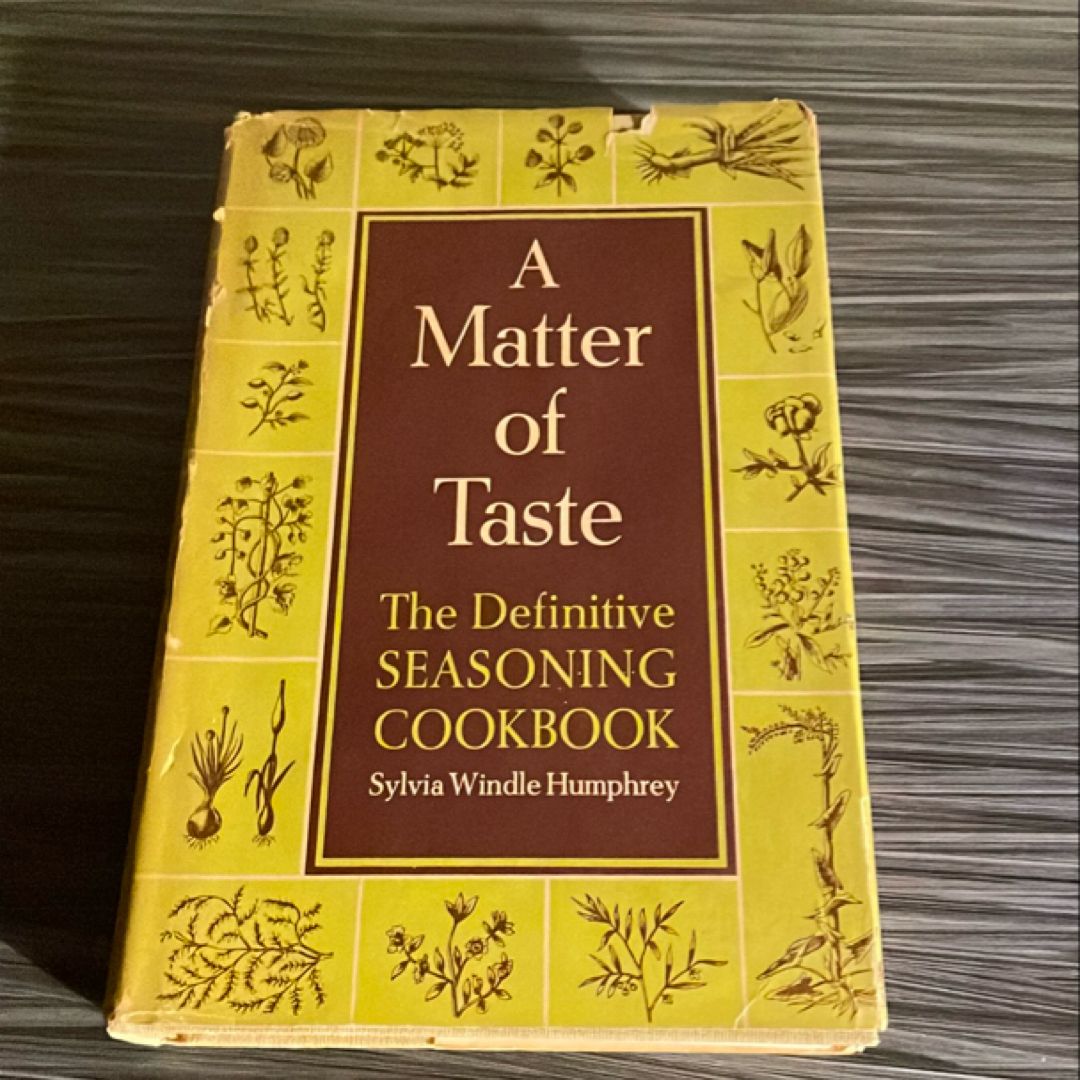 A
Matter
of
Taste
The Definitive
SEASONING
COOKBOOK
Sylvia Windle Humphrey